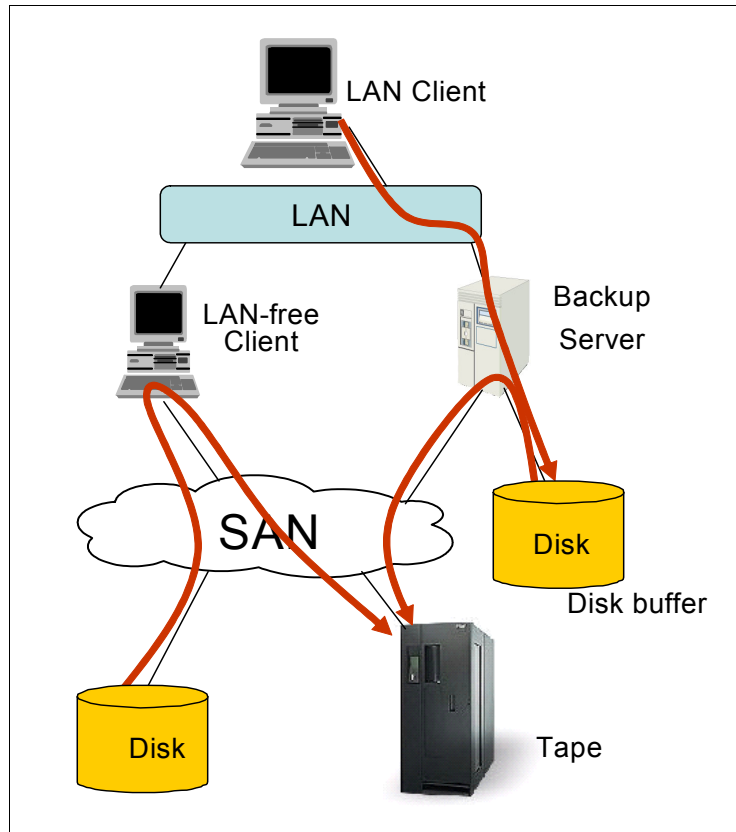 LAN Client
LAN
LAN-free
Client
Backup
Server
SAN
Disk
Disk buffer
Disk
Tape